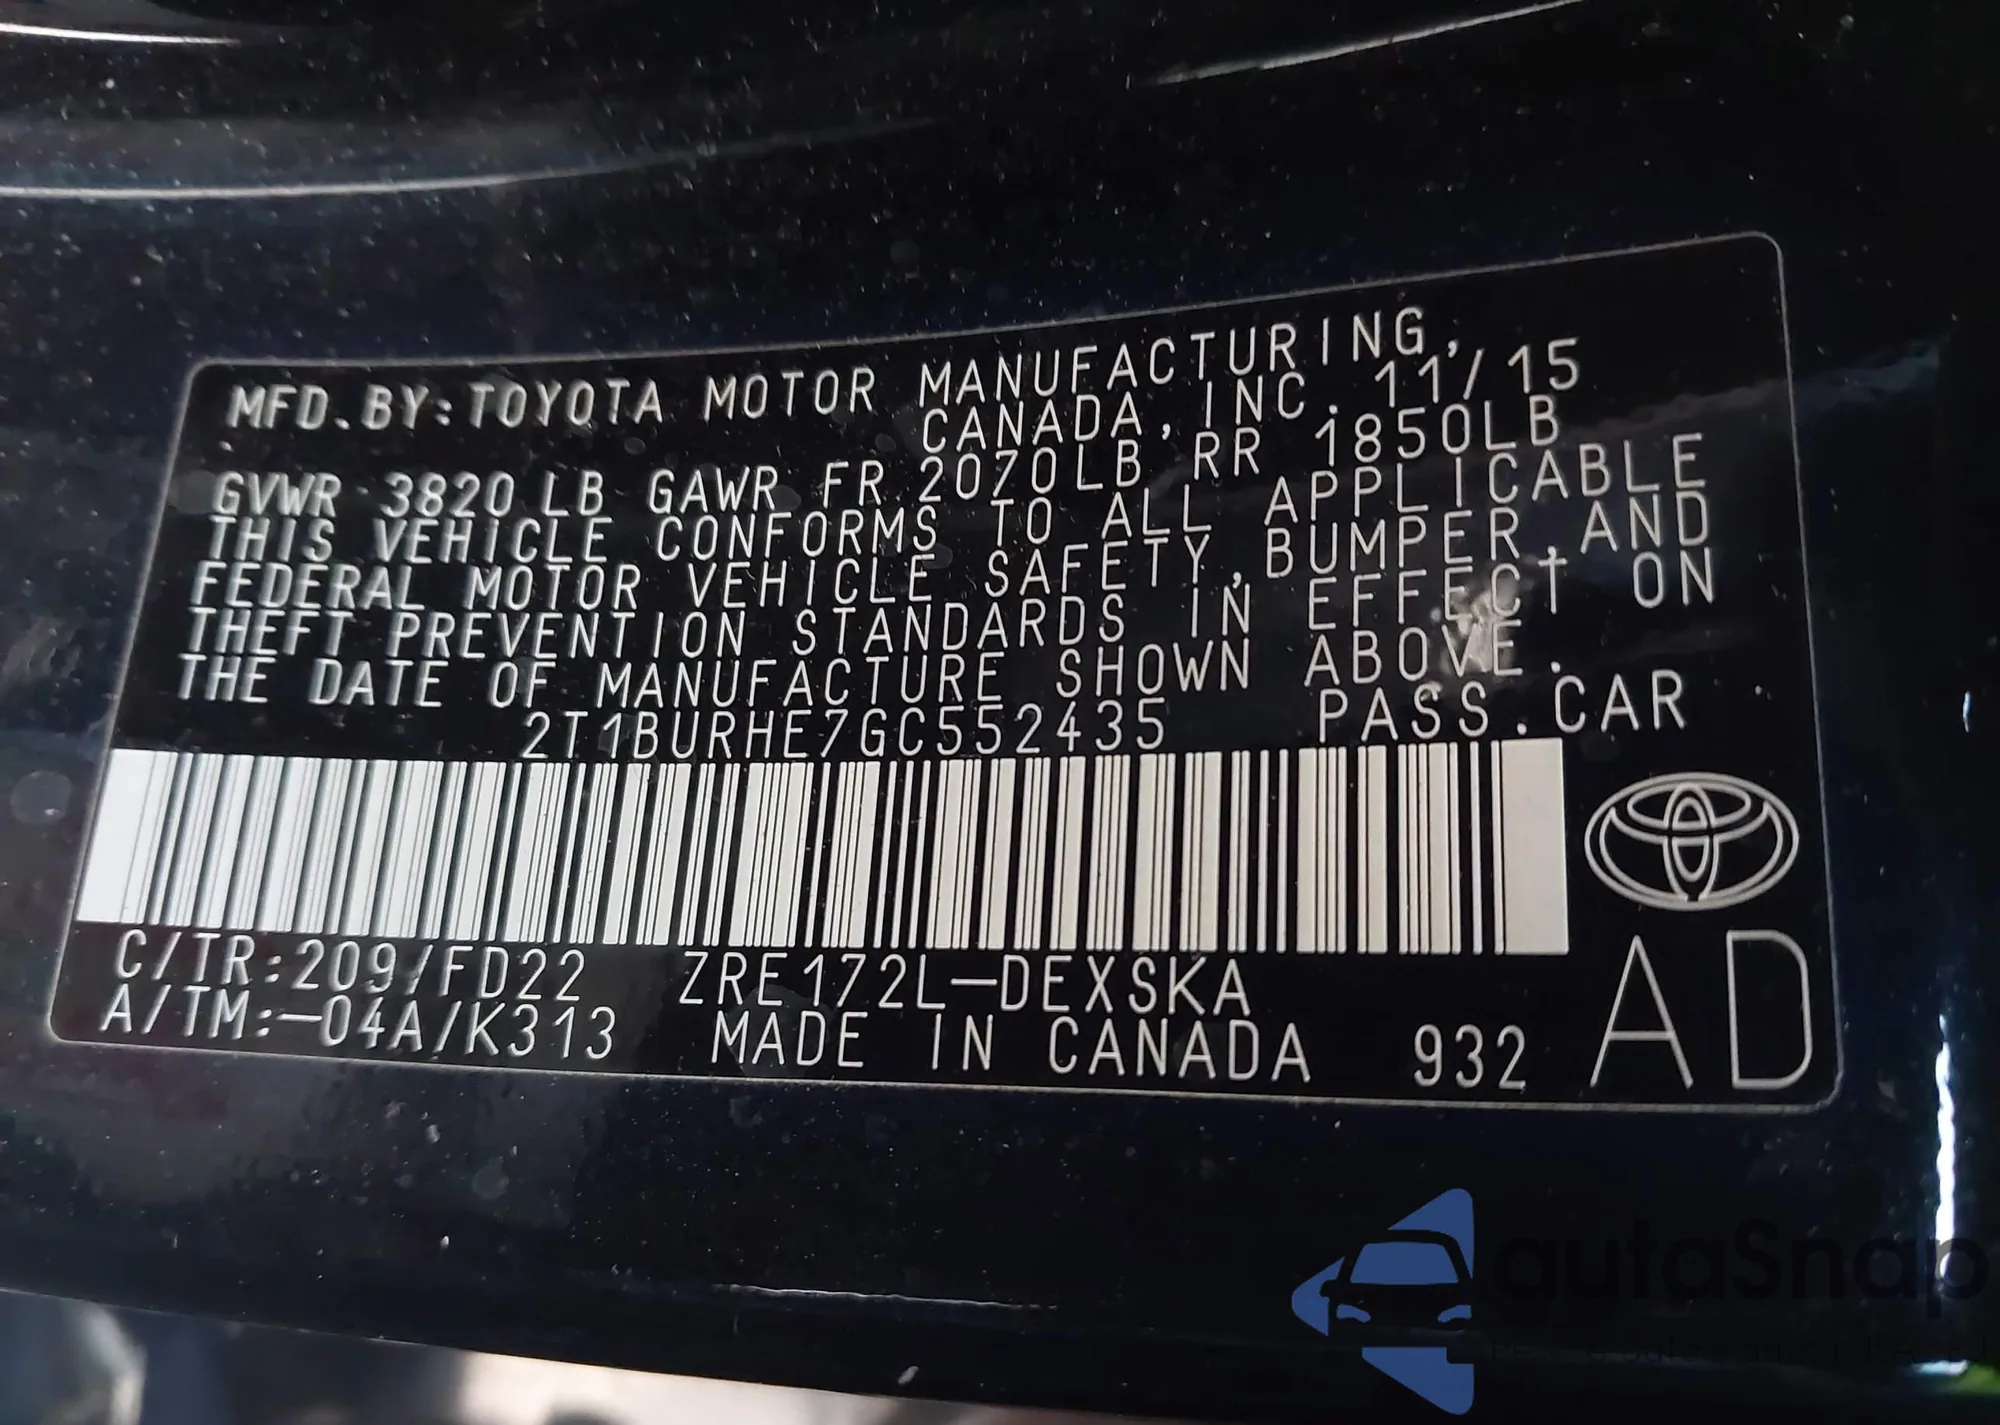 MFD.BY:TOYOTA MOTOR MANUFACTURING,
CANADA,INC. 11/15
GVWR 3820 LB GAWR FR 2070LB RR 1850LB
THIS VEHICLE CONFORMS TO ALL APPLICABLE
FEDERAL MOTOR VEHICLE SAFETY,BUMPER,AND
THEFT PREVENTION STANDARDS IN EFFECT ON
THE DATE OF MANUFACTURE SHOWN ABOVE.
2T1BURHE7GC552435 PASS.CAR
C/TR:209/FD22 ZRE172L-DEXSKA
A/TM:-04A/K313 MADE IN CANADA 932 AD
autaSnap